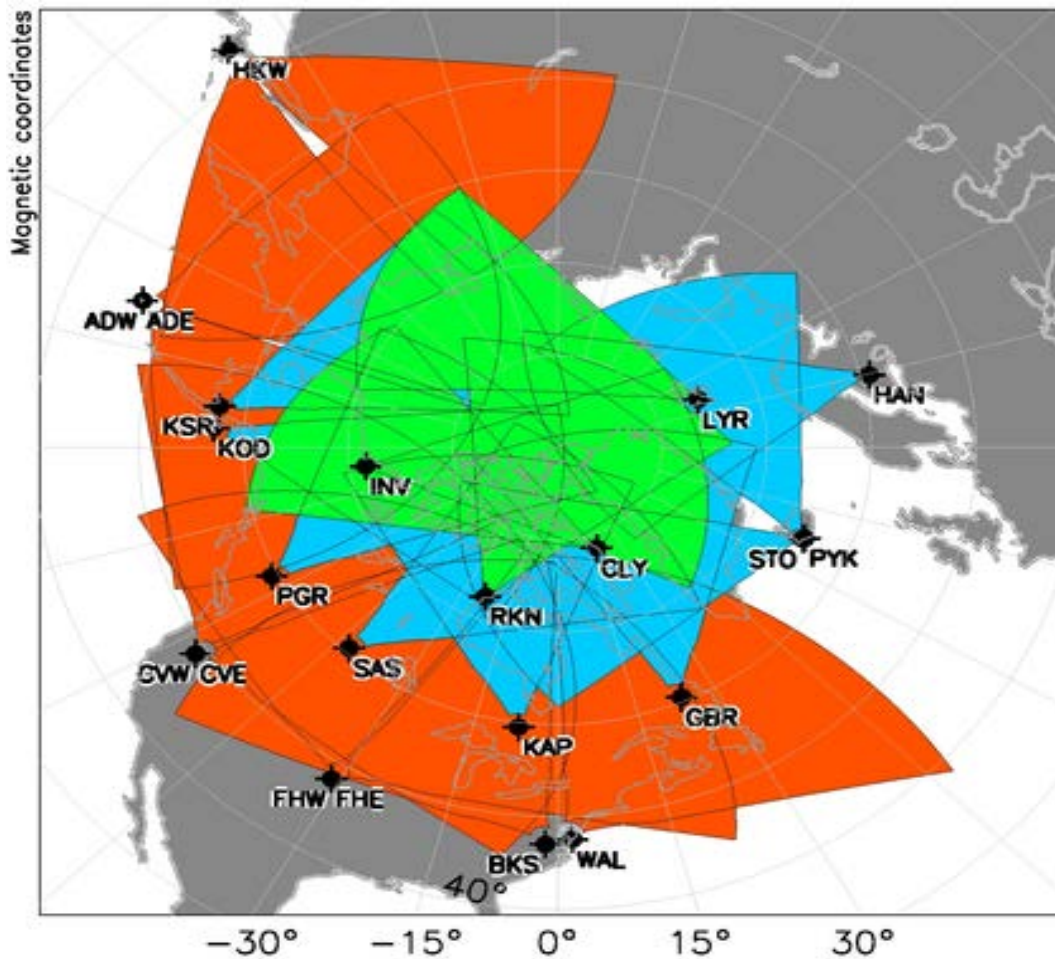 Magnetic coordinates
HKW
ADW ADE
HAN
LYR
KSR
KOD
INV
STO PYK
CLY
PGR
RKN
CVW CVE
SAS
GBR
KAP
FHW FHE
BKS
WAL
40°
-30° -15° 0° 15° 30°